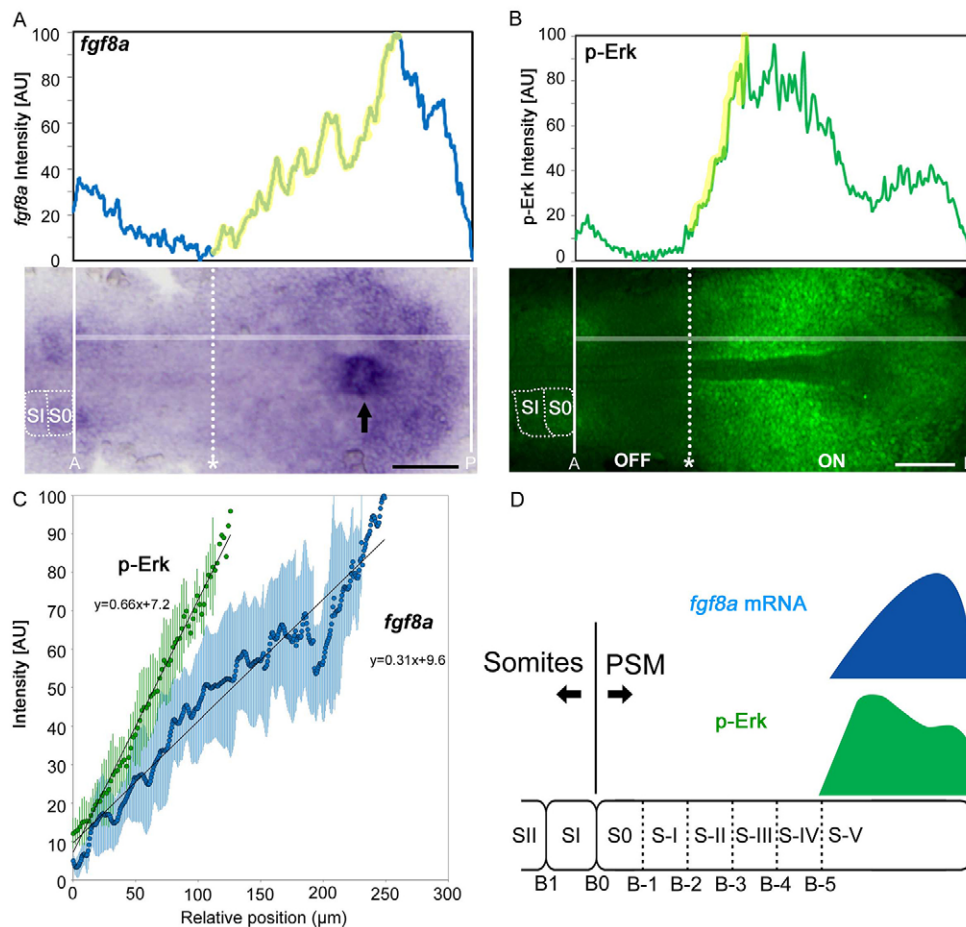 A
fgf8a
fgf8a Intensity [AU]
100
80
60
40
20
0
SI S0
A
*
P
B
p-Erk
p-Erk Intensity [AU]
100
80
60
40
20
0
SI S0
A
OFF
*
ON
C
Intensity [AU]
100
90
80
70
60
50
40
30
20
10
0
p-Erk
y=0.66x+7.2
fgf8a
y=0.31x+9.6
0 50 100 150 200 250 300
Relative position (µm)
D
fgf8a mRNA
Somites PSM
p-Erk
SII SI S0 S-I S-II S-III S-IV S-V
B1 B0 B-1 B-2 B-3 B-4 B-5